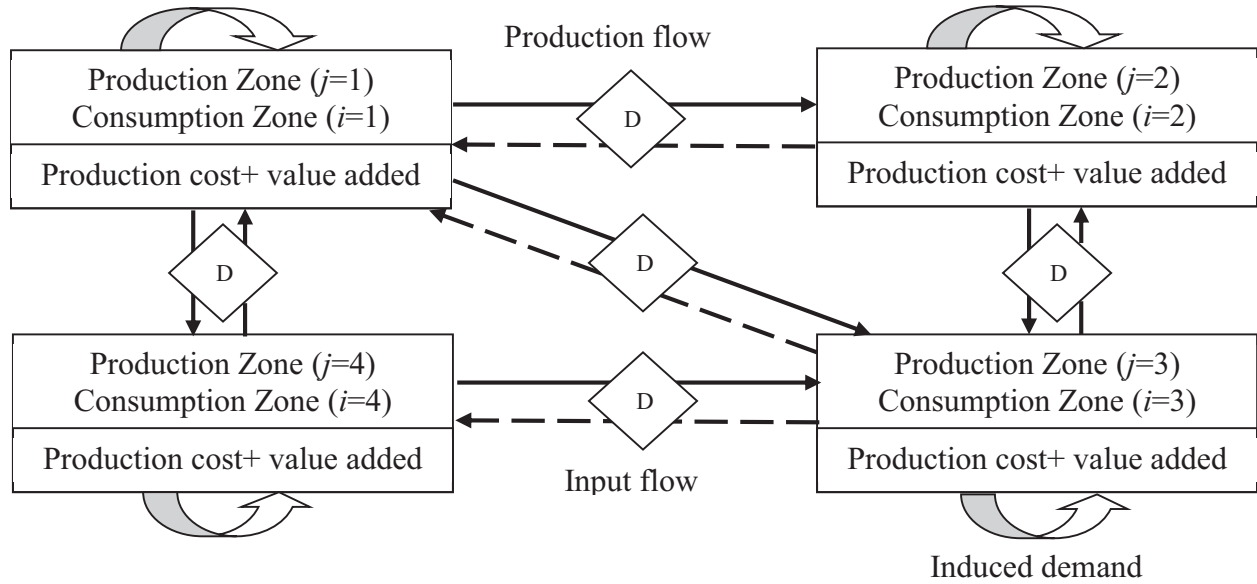 Production flow
Production Zone (j=1)
Consumption Zone (i=1)
Production cost+ value added
D
Production Zone (j=2)
Consumption Zone (i=2)
Production cost+ value added
D
D
D
Production Zone (j=4)
Consumption Zone (i=4)
Production cost+ value added
D
Production Zone (j=3)
Consumption Zone (i=3)
Production cost+ value added
Input flow
Induced demand